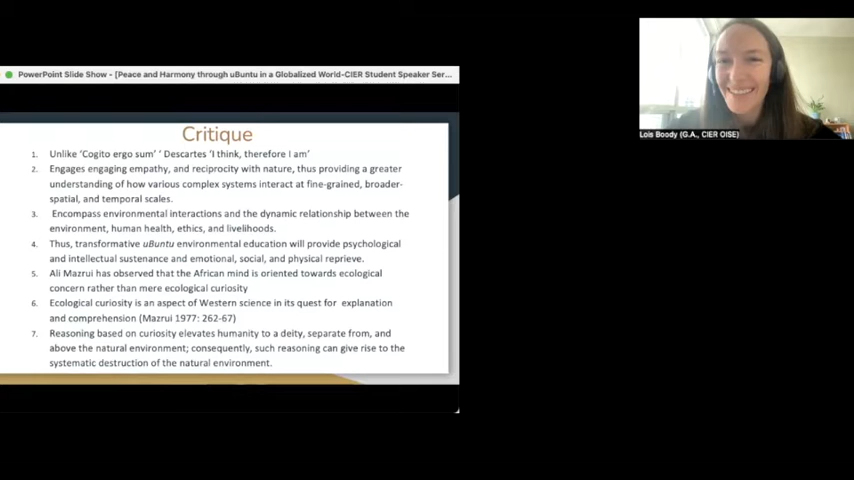 PowerPoint Slide Show - [Peace and Harmony through uBuntu in a Globalized World-CIER Student Speaker Ser...
Critique
1. Unlike ‘Cogito ergo sum’ ‘ Descartes ‘I think, therefore I am’
2. Engages engaging empathy, and reciprocity with nature, thus providing a greater
understanding of how various complex systems interact at fine-grained, broader-
spatial, and temporal scales.
3. Encompass environmental interactions and the dynamic relationship between the
environment, human health, ethics, and livelihoods.
4. Thus, transformative uBuntu environmental education will provide psychological
and intellectual sustenance and emotional, social, and physical reprieve.
5. Ali Mazrui has observed that the African mind is oriented towards ecological
concern rather than mere ecological curiosity
6. Ecological curiosity is an aspect of Western science in its quest for explanation
and comprehension (Mazrui 1977: 262-67)
7. Reasoning based on curiosity elevates humanity to a deity, separate from, and
above the natural environment; consequently, such reasoning can give rise to the
systematic destruction of the natural environment.
Lois Boody (G.A., CIER OISE)